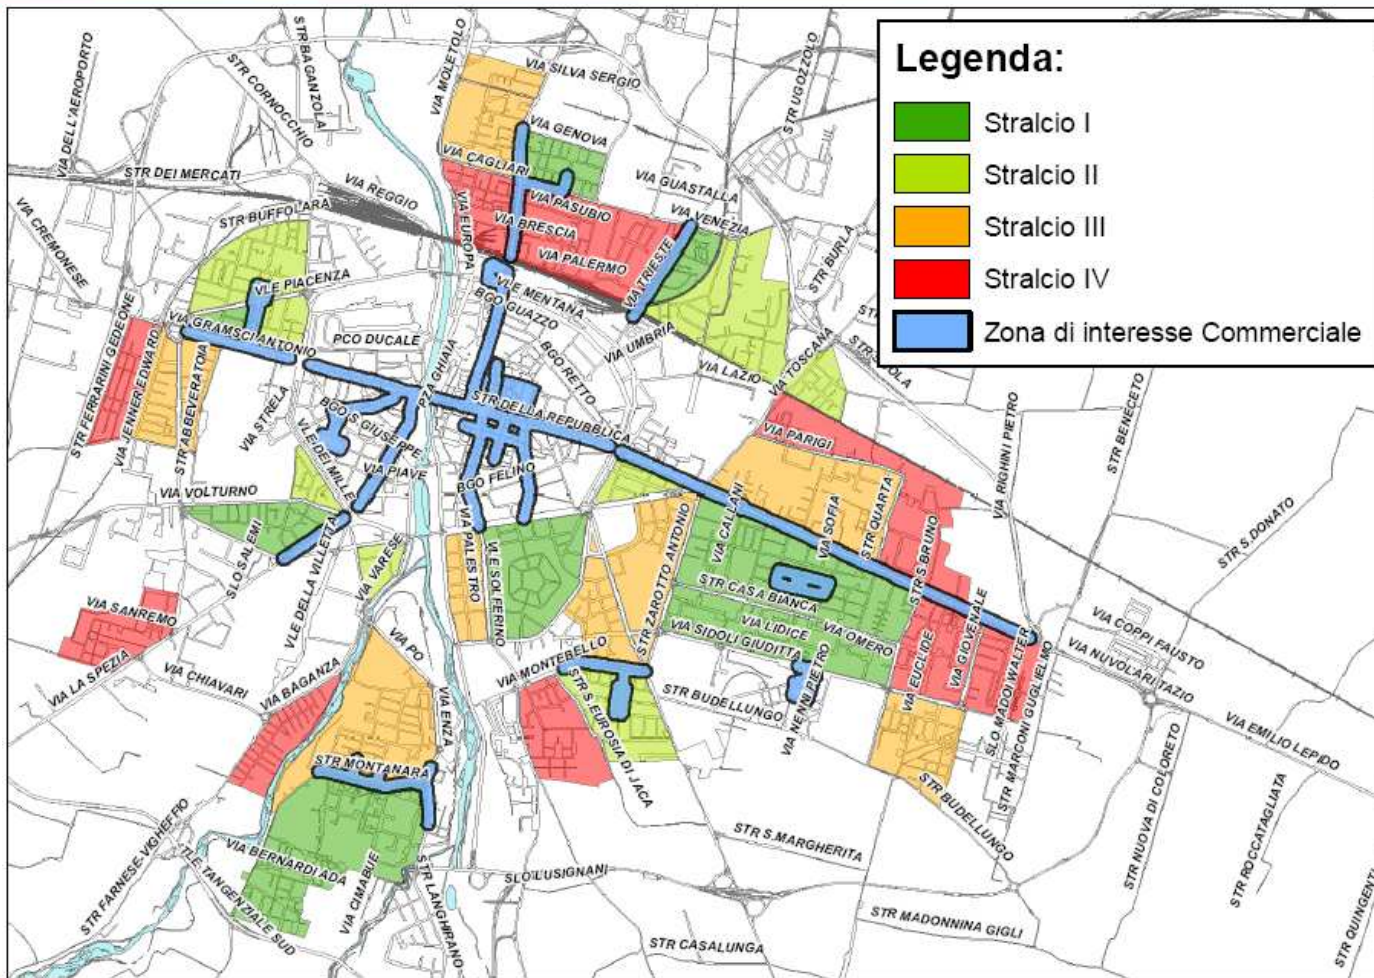 Legenda:
Stralcio I
Stralcio II
Stralcio III
Stralcio IV
Zona di interesse Commerciale
VIA DELL'AEROPORTO
STR CORNOCCHIO
STR BAGANZOLA
VIA MOLETOLO
VIA SILVA SERGIO
STR UGOZZOLO
VIA GENOVA
VIA CAGLIARI
STR DEI MERCATI
VIA REGGIO
VIA GUASTALLA
VIA PASUBIO
VIA VENEZIA
VIA CREMONESE
STR BUFFOLARA
VIA EUROPA
VIA BRESCIA
VIA PALERMO
VIA TRIESTE
STR BURLA
VLE PIACENZA
VLE MENTANA
BGO GUAZZO
VIA GRAMSCI ANTONIO
PCO DUCALE
PZA GHIAIA
BGO RETTO
VIA UMBRIA
VIA LAZIO
VIA TOSCANA
STR FERRARINI GEDEONE
VIA JENNER EDWARD
STR ABBEVERATOIA
VIA STRELA
BGO S.GIUSEPPE
VLE DEI MILLE
STR DELLA REPUBBLICA
VIA PARIGI
VIA RIGHINI PIETRO
STR BENECETO
VIA PIAVE
BGO FELINO
VIA VOLTURNO
VIA CALLANI
VIA SOFIA
STR QUARTA
STR S.DONATO
SLO SALEMI
VLE DELLA VILLETTA
VIA VARESE
VIA PALESTRO
VLE SOLFERINO
STR ZAROTTO ANTONIO
STR CASA BIANCA
STR S.BRUNO
VIA SANREMO
VIA LIDICE
VIA OMERO
VIA SIDOLI GIUDITTA
VIA EUCLIDE
VIA GIOVENALE
SLO MADOI WALTER
STR MARCONI GUGLIELMO
VIA COPPI FAUSTO
VIA NUVOLARI TAZIO
VIA LA SPEZIA
VIA CHIAVARI
VIA BAGANZA
VIA PO
VIA ENZA
VIA MONTEBELLO
STR S.EUROSIA DI JACA
STR BUDELLUNGO
VIA NENNI PIETRO
VIA EMILIO LEPIDO
STR MONTANARA
STR BUDELLUNGO
STR NUOVA DI COLORETO
STR ROCCATAGLIATA
STR FARNESE-VIGHEFFIO
VIA BERNARDI ADA
TLE TANGENZIALE SUD
VIA CIMABUE
STR LANGHIRANO
SLO LUSIGNANI
STR S.MARGHERITA
STR MADONNINA GIGLI
STR CASALUNGA
STR QUINGENTI